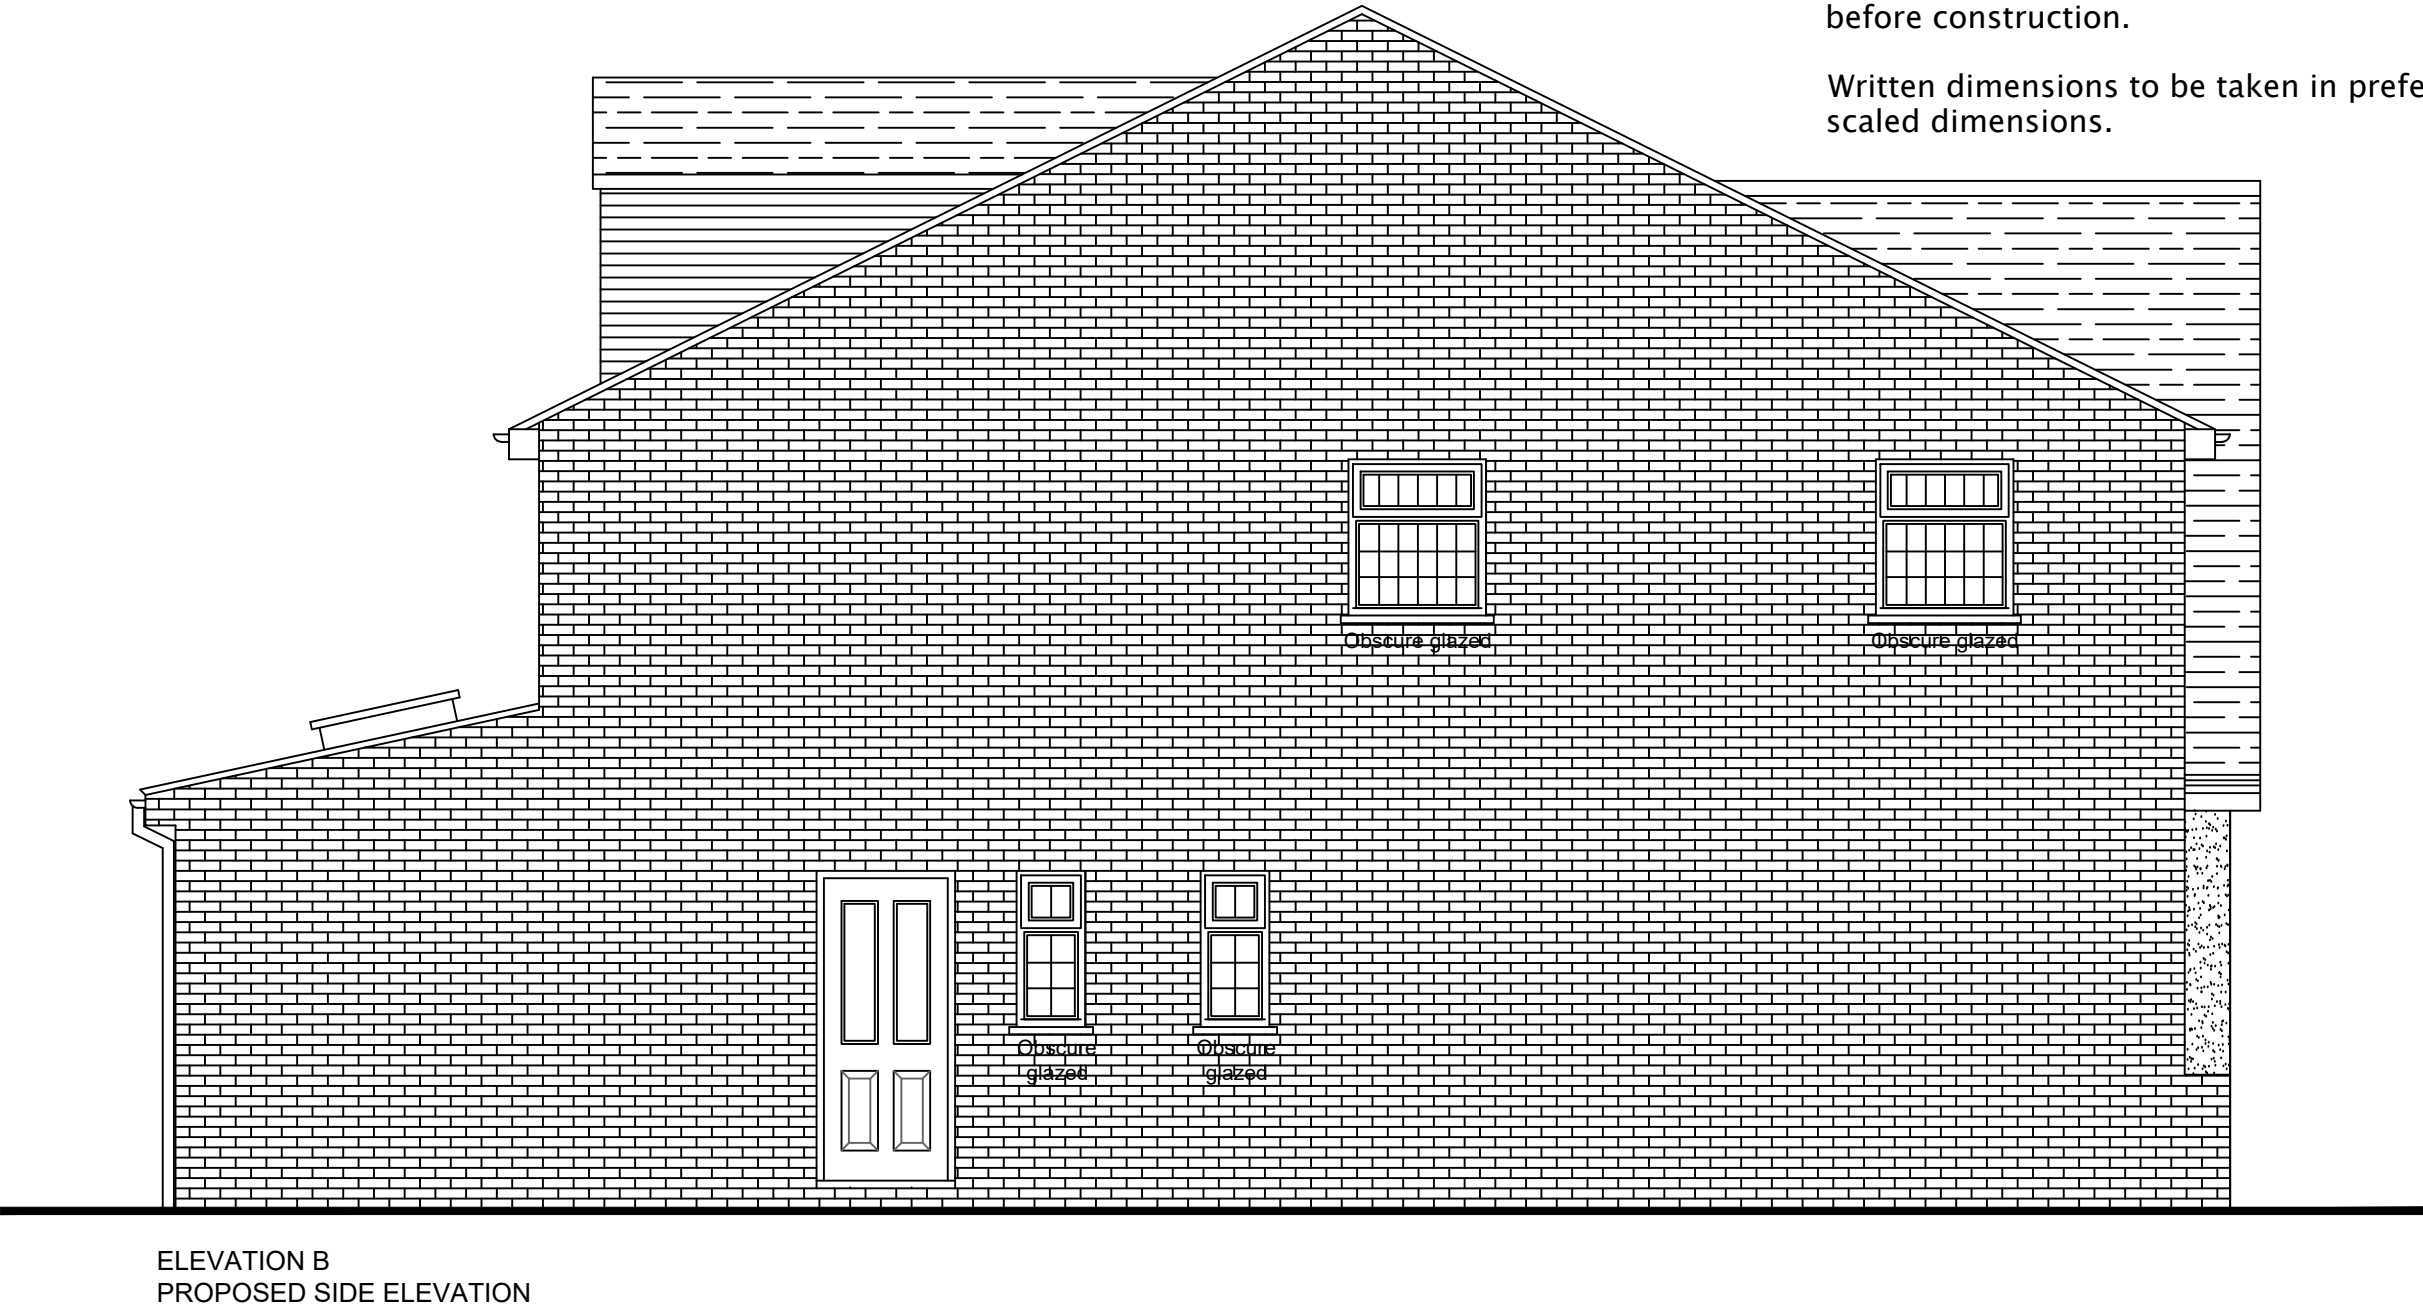 before construction.
Written dimensions to be taken in prefe
scaled dimensions.
Obscure glazed
Obscure glazed
Obscure
glazed
Obscure
glazed
ELEVATION B
PROPOSED SIDE ELEVATION